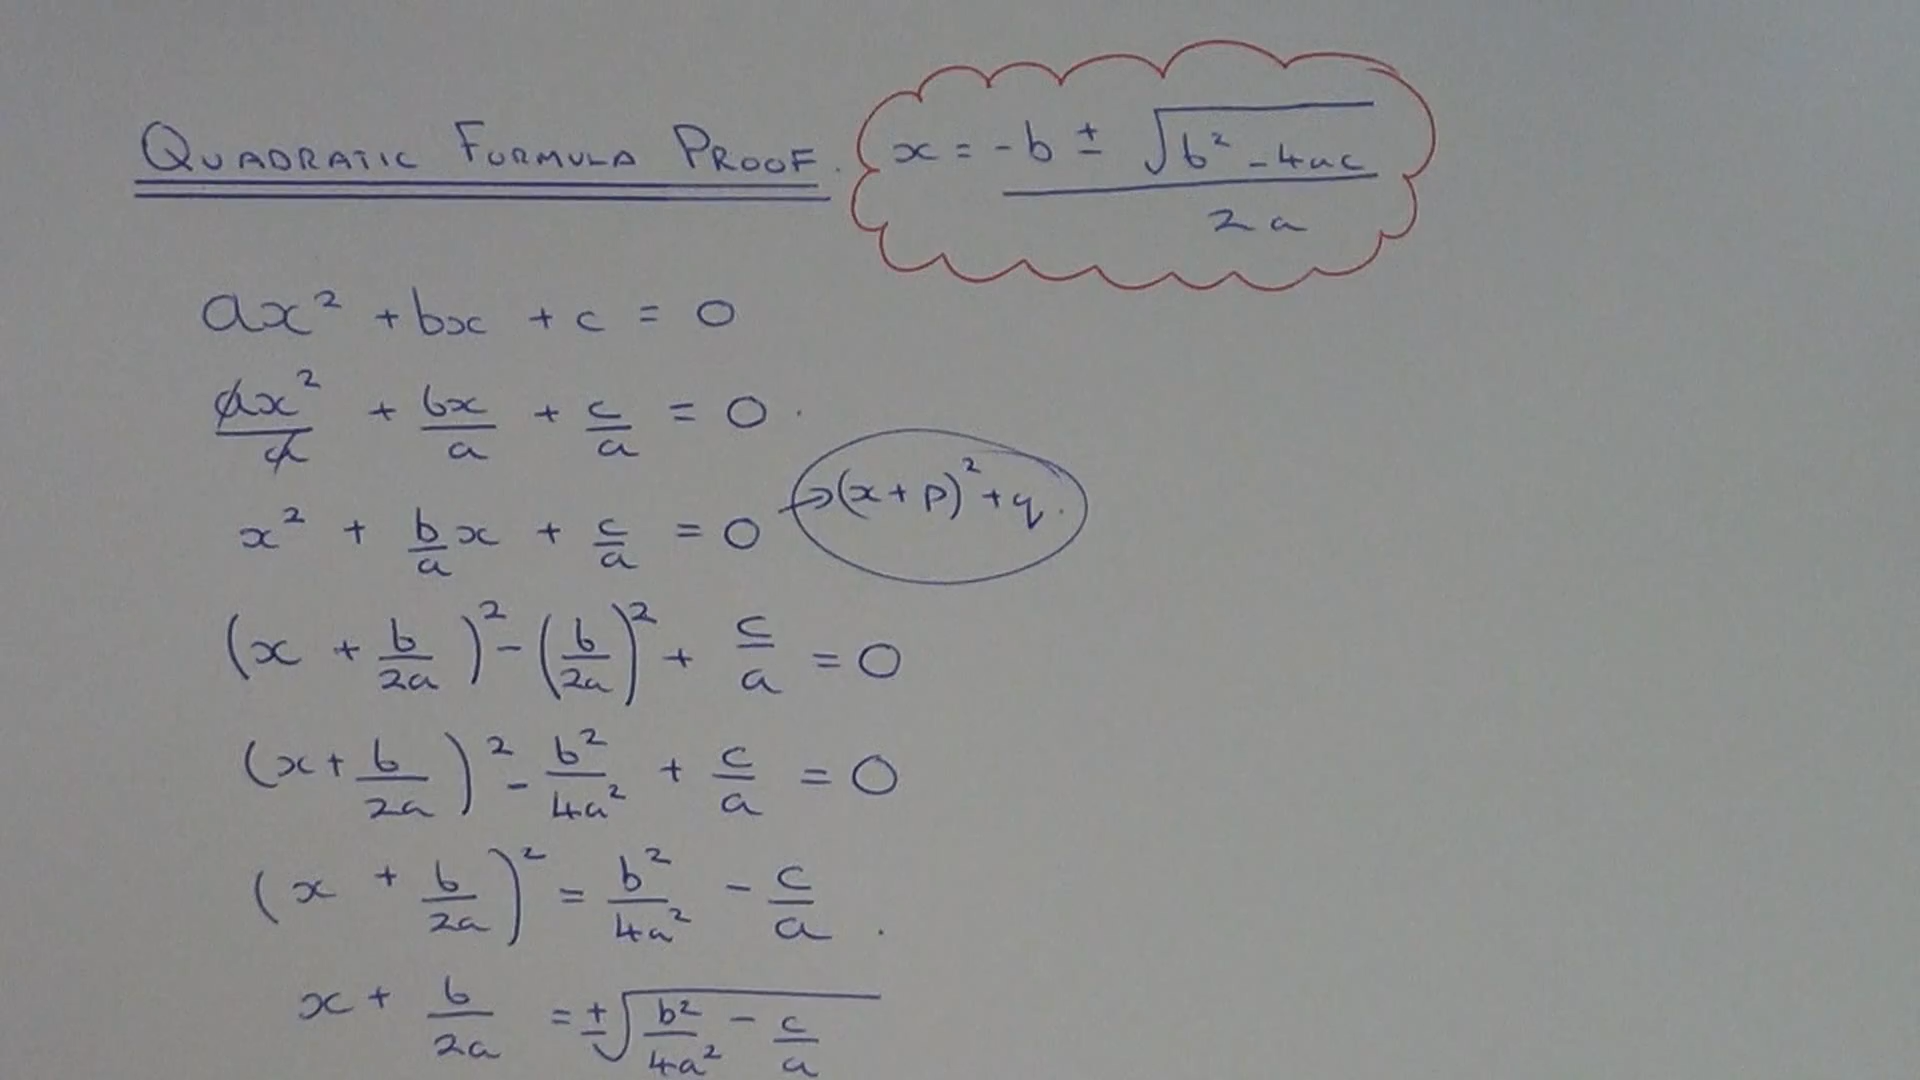 QUADRATIC FORMULA PROOF.
x = -b ± √(b² - 4ac) / 2a
ax² + bx + c = 0
ax²/a + bx/a + c/a = 0.
x² + b/a x + c/a = 0 → (x + p)² + q.
(x + b/2a)² - (b/2a)² + c/a = 0
(x + b/2a)² - b²/4a² + c/a = 0
(x + b/2a)² = b²/4a² - c/a.
x + b/2a = ±√(b²/4a² - c/a)